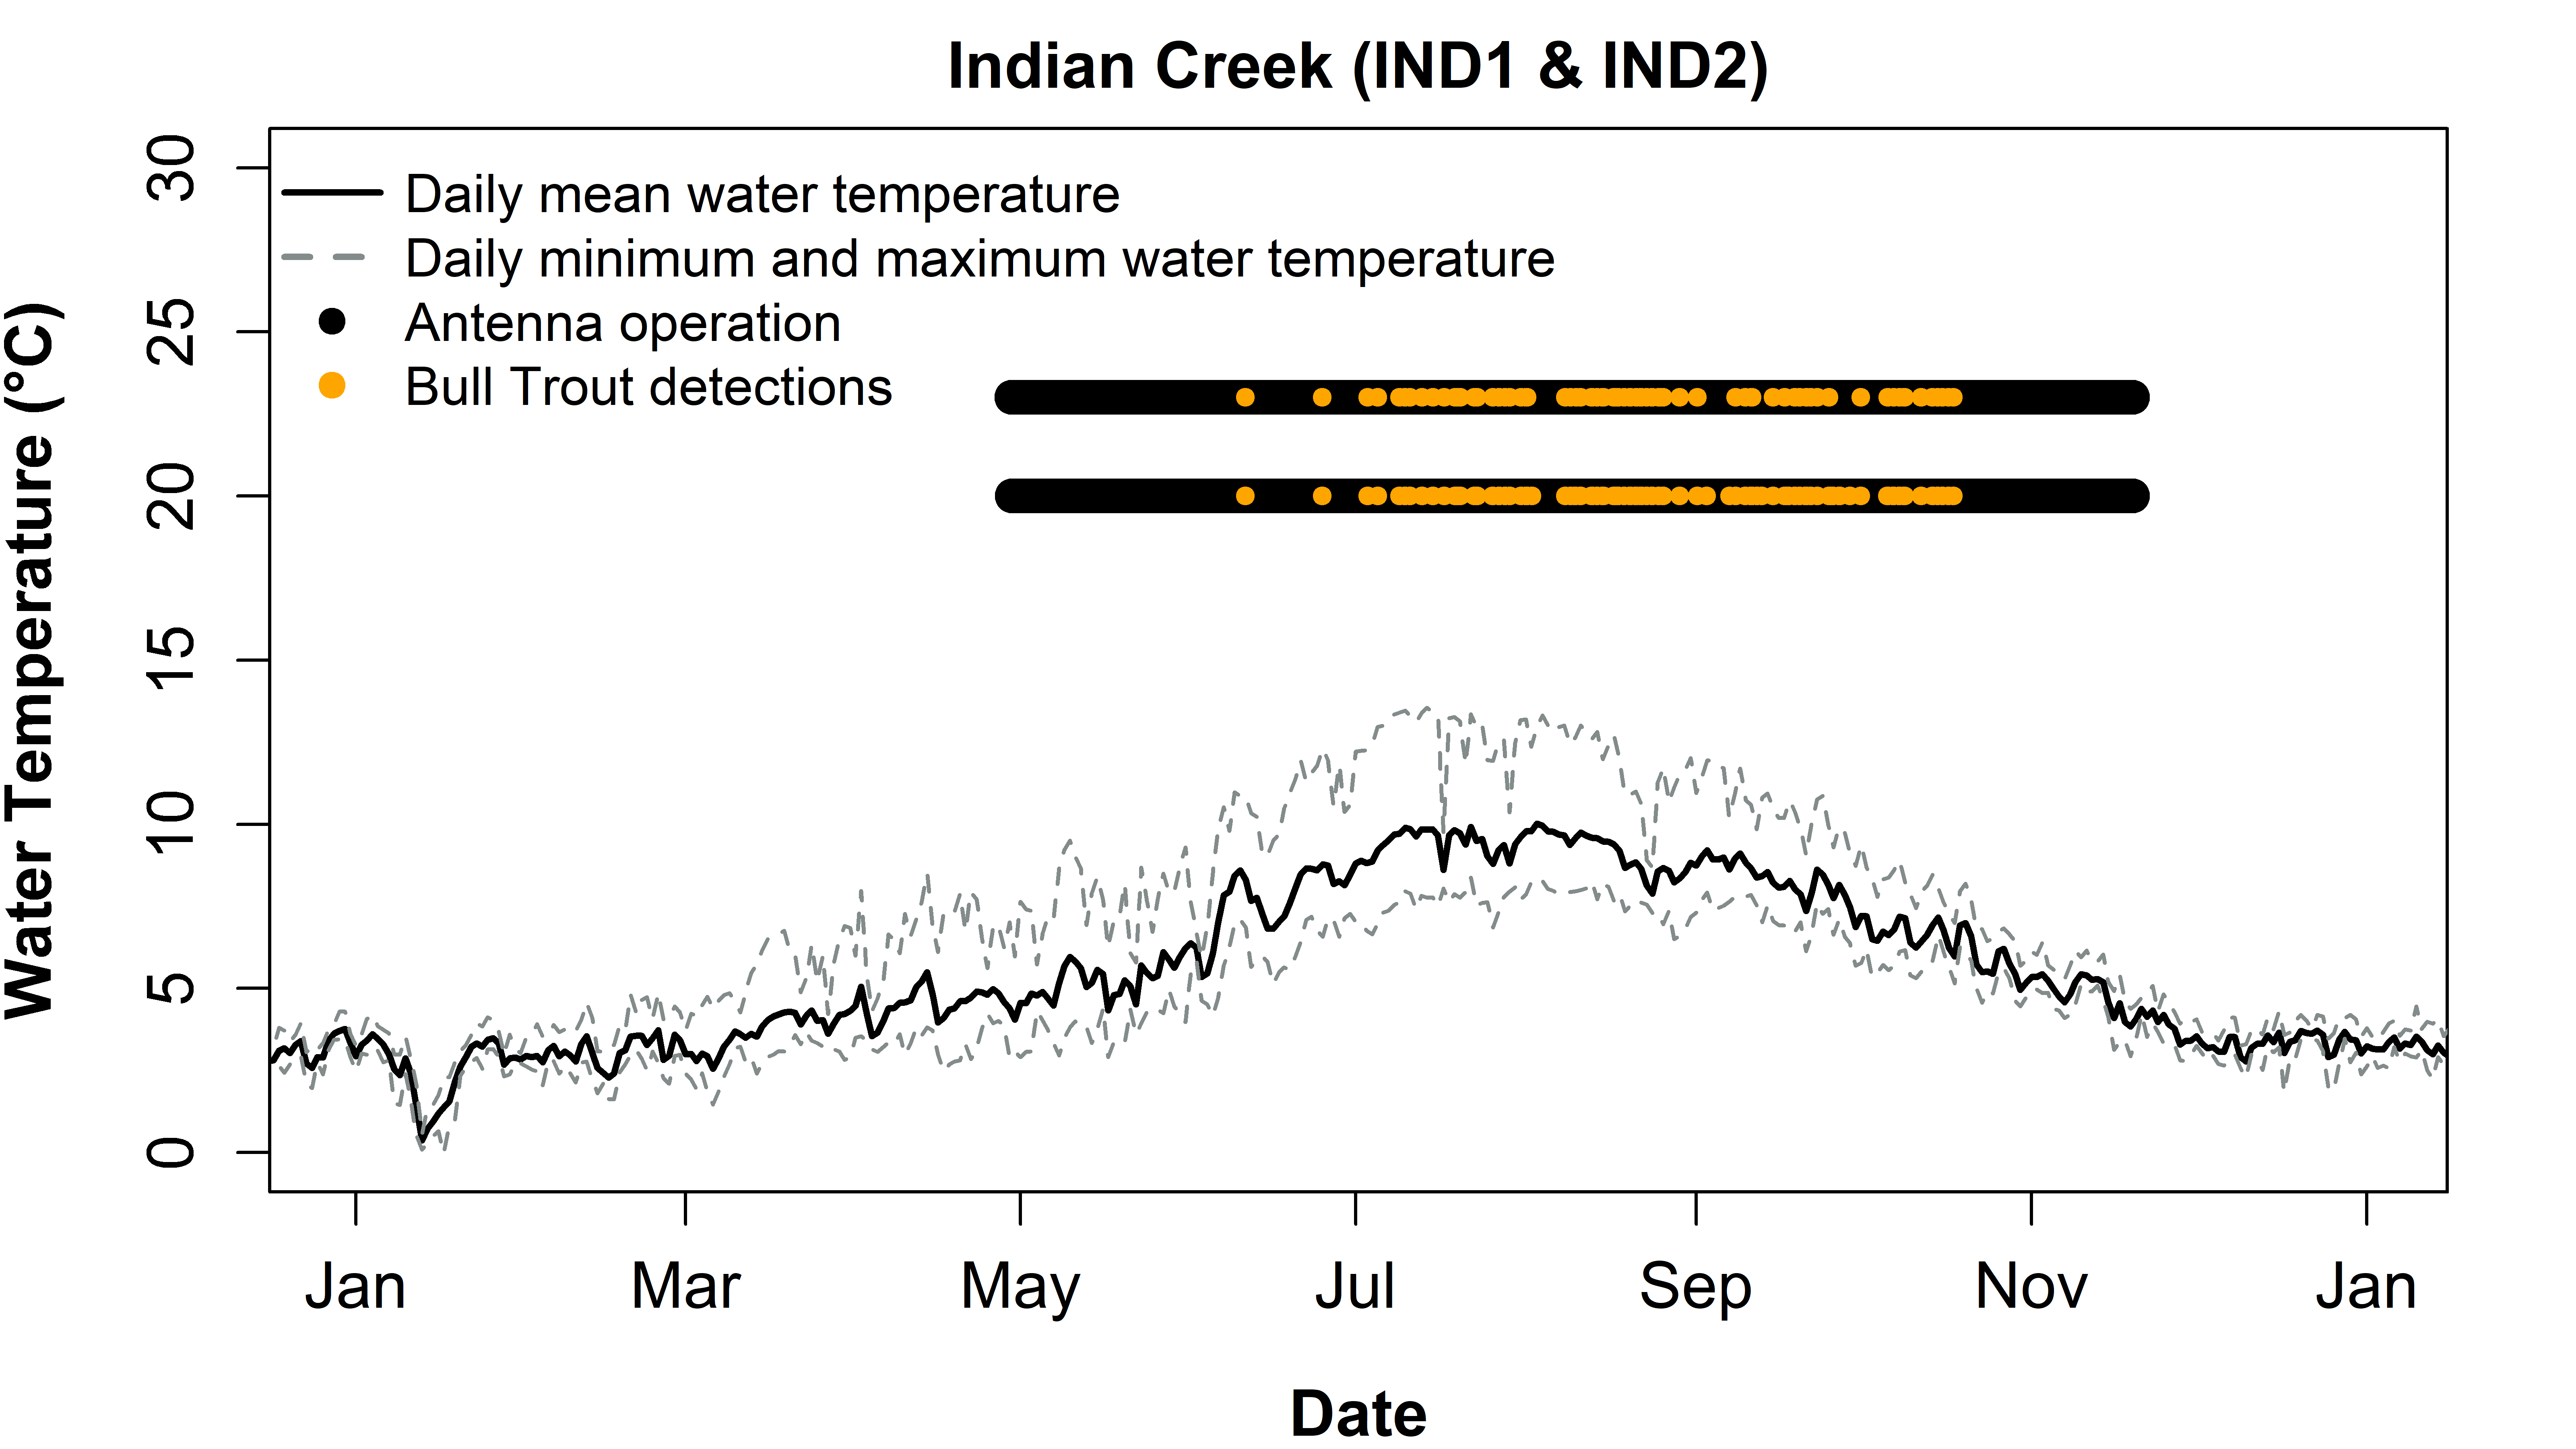 Indian Creek (IND1 & IND2)
Daily mean water temperature
Daily minimum and maximum water temperature
Antenna operation
Bull Trout detections
Water Temperature (°C)
30
25
20
15
10
5
0
Jan Mar May Jul Sep Nov Jan
Date